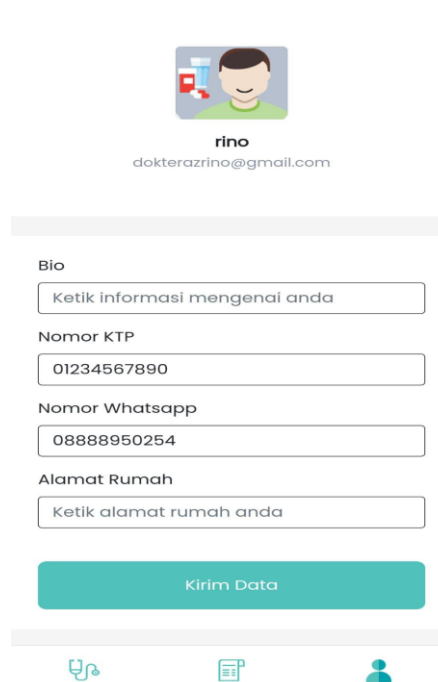 rino
dokterazrino@gmail.com
Bio
Ketik informasi mengenai anda
Nomor KTP
01234567890
Nomor Whatsapp
08888950254
Alamat Rumah
Ketik alamat rumah anda
Kirim Data